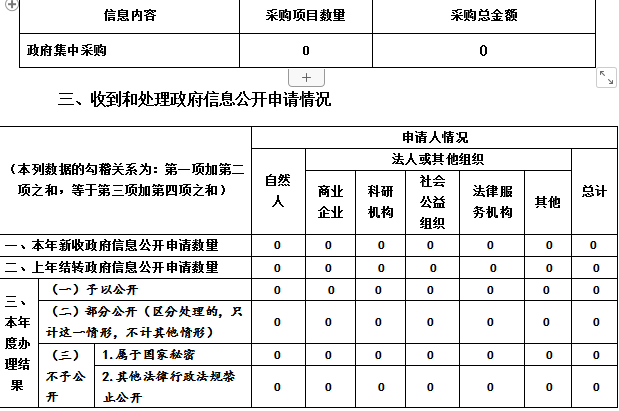 信息内容 采购项目数量 采购总金额
政府集中采购 0 0
三、收到和处理政府信息公开申请情况
（本列数据的勾稽关系为：第一项加第二
项之和，等于第三项加第四项之和）
申请人情况
自然
人
法人或其他组织
总计
商业
企业
科研
机构
社会
公益
组织
法律服
务机构
其他
一、本年新收政府信息公开申请数量 0 0 0 0 0 0 0
二、上年结转政府信息公开申请数量 0 0 0 0 0 0 0
三、
本年
度办
理结
果
（一）予以公开 0 0 0 0 0 0 0
（二）部分公开（区分处理的，只
计这一情形，不计其他情形） 0 0 0 0 0 0 0
（三）
不予公
开
1.属于国家秘密 0 0 0 0 0 0 0
2.其他法律行政法规禁
止公开 0 0 0 0 0 0 0